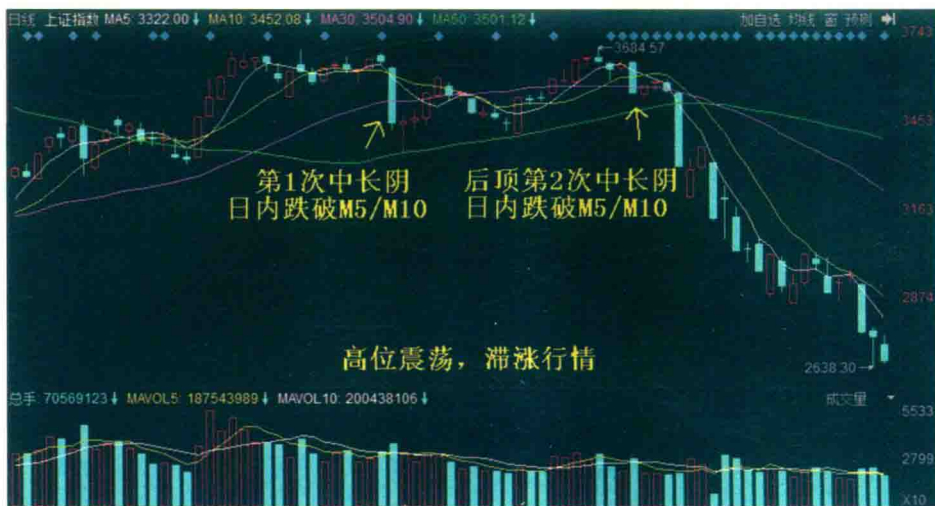 日线 上证指数 MA5: 3322.00↓ MA10: 3452.08↓ MA30: 3504.90↓ MA60: 3501.12↓ 加自选 均线 窗 预测
3743
3684.57
3453
第1次中长阴 后顶第2次中长阴
日内跌破M5/M10 日内跌破M5/M10
3163
2874
高位震荡，滞涨行情
2638.30
总手: 70569123↓ MAVOL5: 187543989↓ MAVOL10: 200438106↓ 成交量
5533
2799
X10